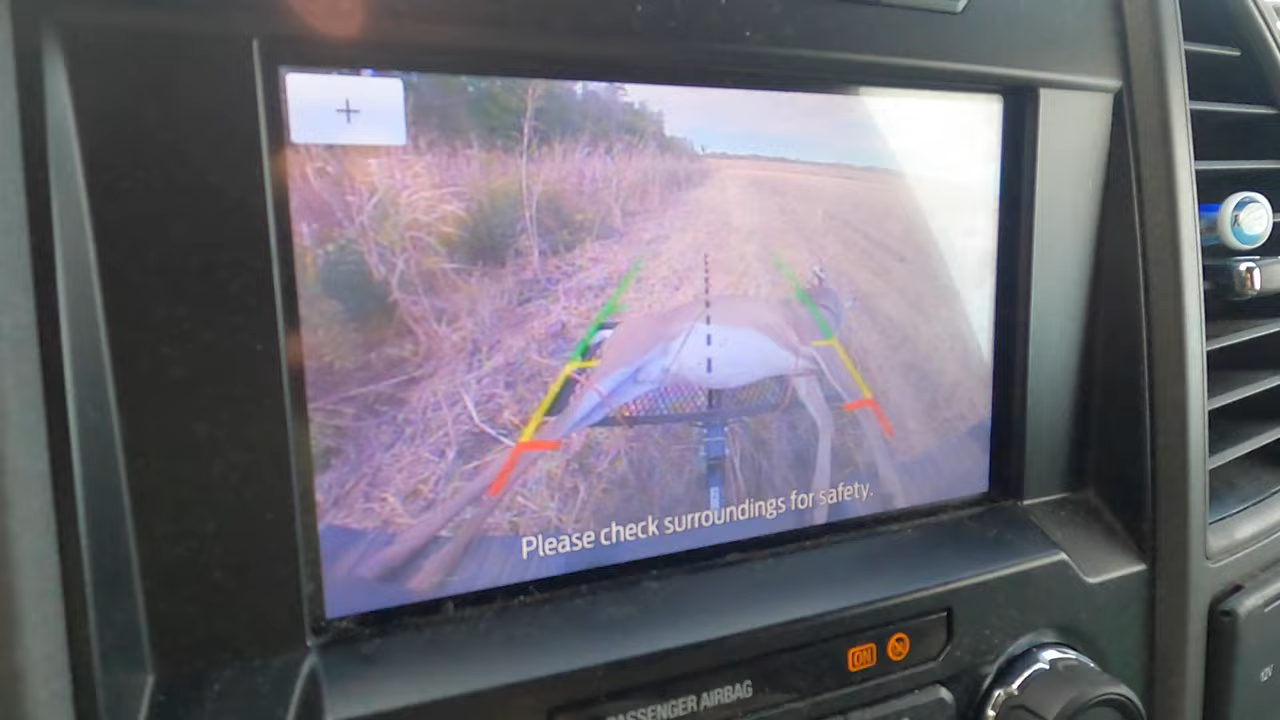 +
Please check surroundings for safety.
ON
PASSENGER AIRBAG
12V